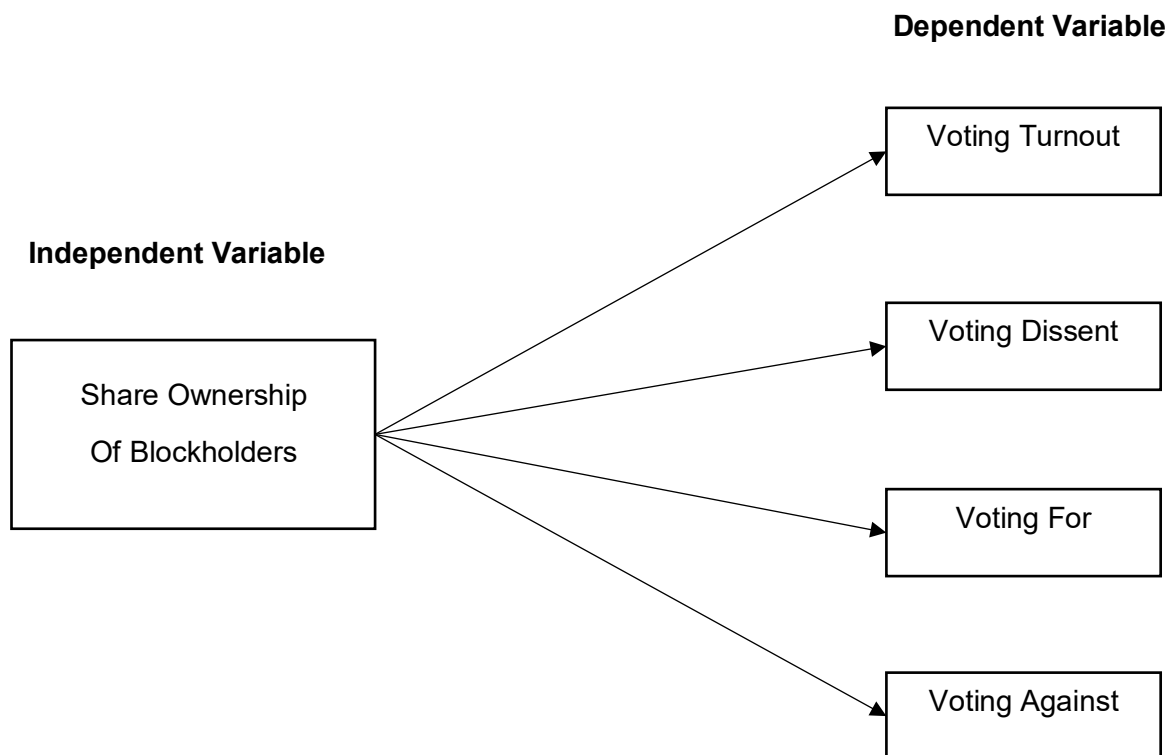 Dependent Variable
Voting Turnout
Independent Variable
Voting Dissent
Share Ownership
Of Blockholders
Voting For
Voting Against